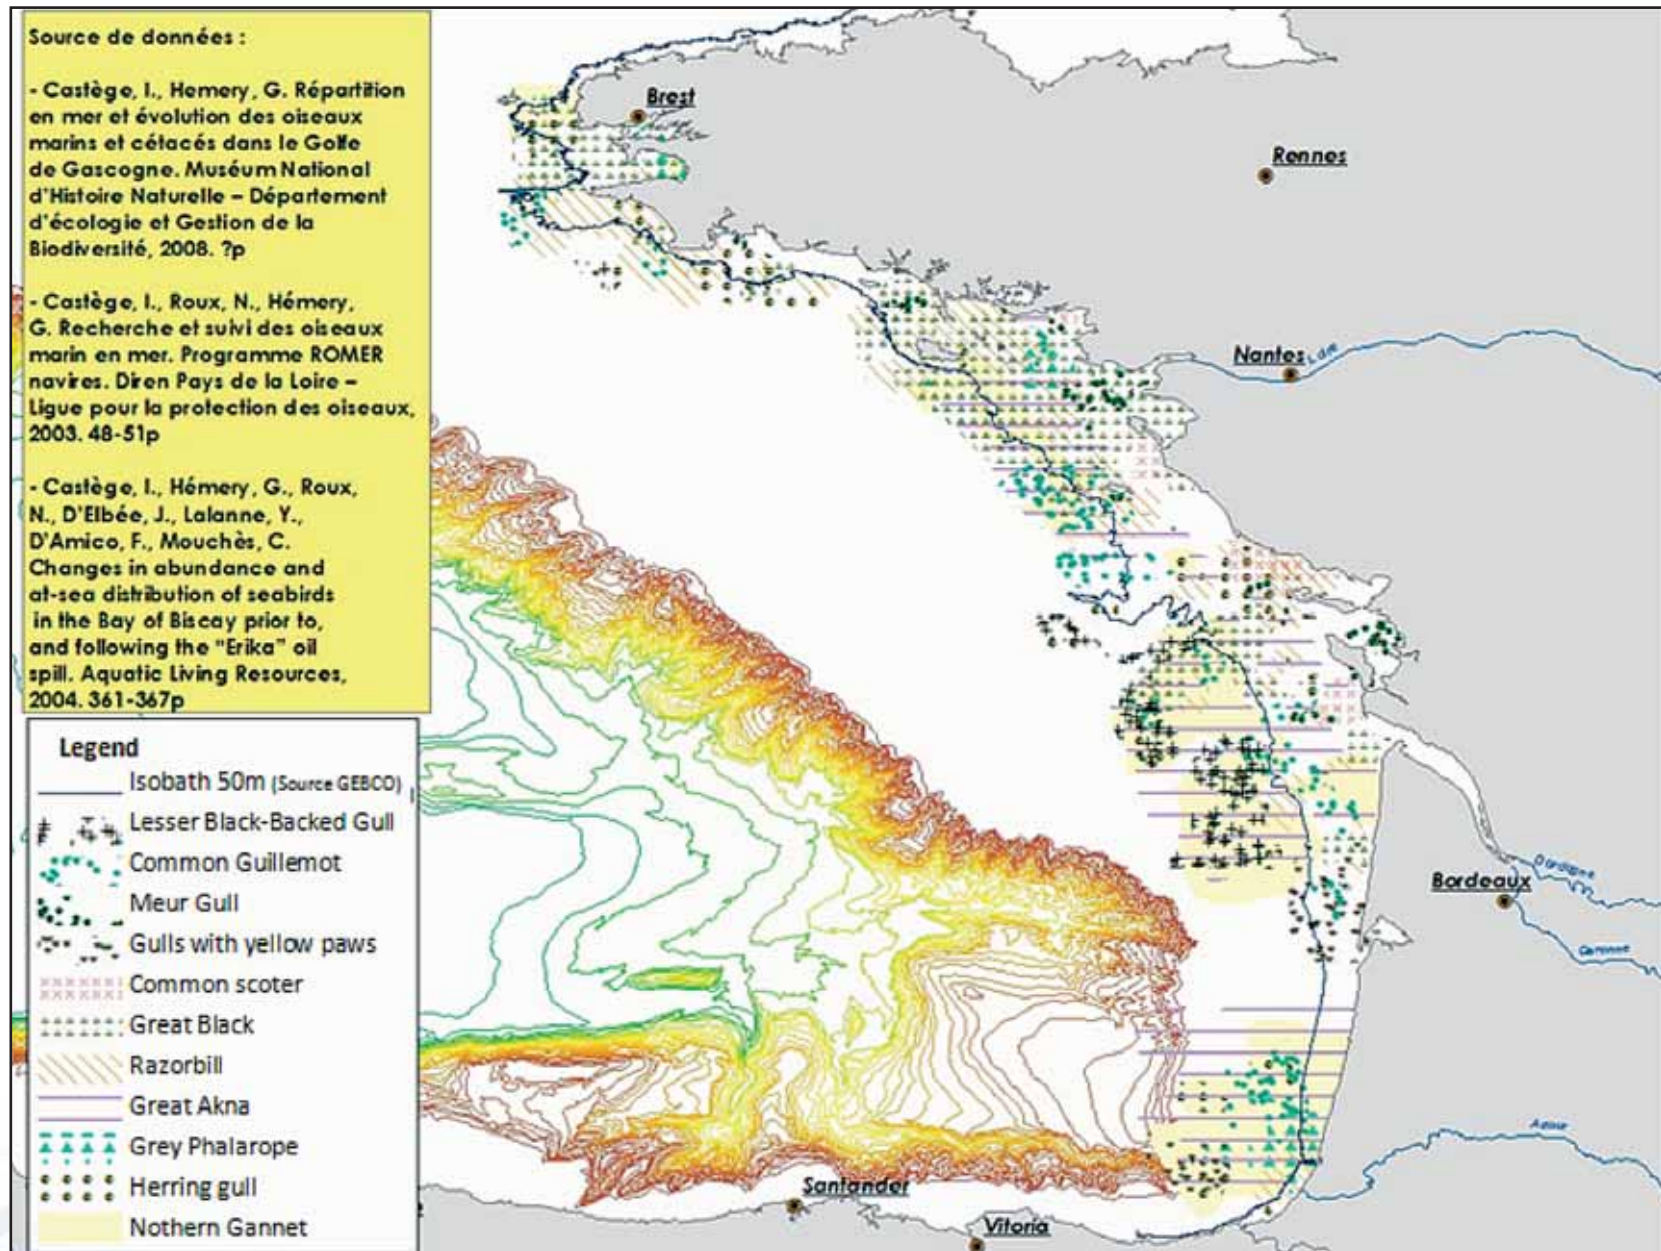 Source de données :
- Castège, I., Hemery, G. Répartition
en mer et évolution des oiseaux
marins et cétacés dans le Golfe
de Gascogne. Muséum National
d'Histoire Naturelle – Département
d'écologie et Gestion de la
Biodiversité, 2008. ?p
- Castège, I., Roux, N., Hémery,
G. Recherche et suivi des oiseaux
marin en mer. Programme ROMER
navires. Diren Pays de la Loire –
Ligue pour la protection des oiseaux,
2003. 48-51p
- Castège, I., Hémery, G., Roux,
N., D'Elbée, J., Lalanne, Y.,
D'Amico, F., Mouchès, C.
Changes in abundance and
at-sea distribution of seabirds
in the Bay of Biscay prior to,
and following the "Erika" oil
spill. Aquatic Living Resources,
2004. 361-367p
Legend
Isobath 50m (Source GEBCO)
Lesser Black-Backed Gull
Common Guillemot
Meur Gull
Gulls with yellow paws
Common scoter
Great Black
Razorbill
Great Akna
Grey Phalarope
Herring gull
Nothern Gannet
Brest
Rennes
Nantes
Bordeaux
Garonne
Santander
Vitoria